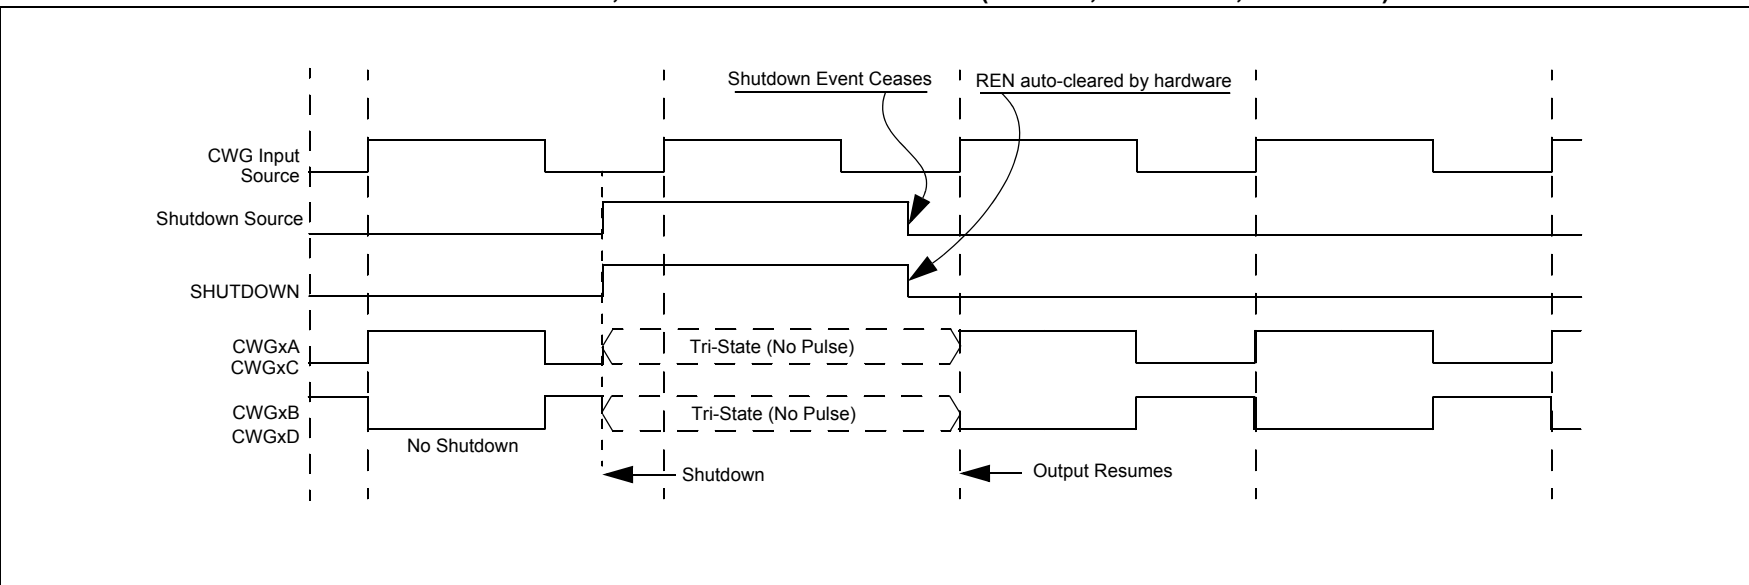 Shutdown Event Ceases
REN auto-cleared by hardware
CWG Input
Source
Shutdown Source
SHUTDOWN
CWGxA
CWGxC
Tri-State (No Pulse)
CWGxB
CWGxD
Tri-State (No Pulse)
No Shutdown
Shutdown
Output Resumes